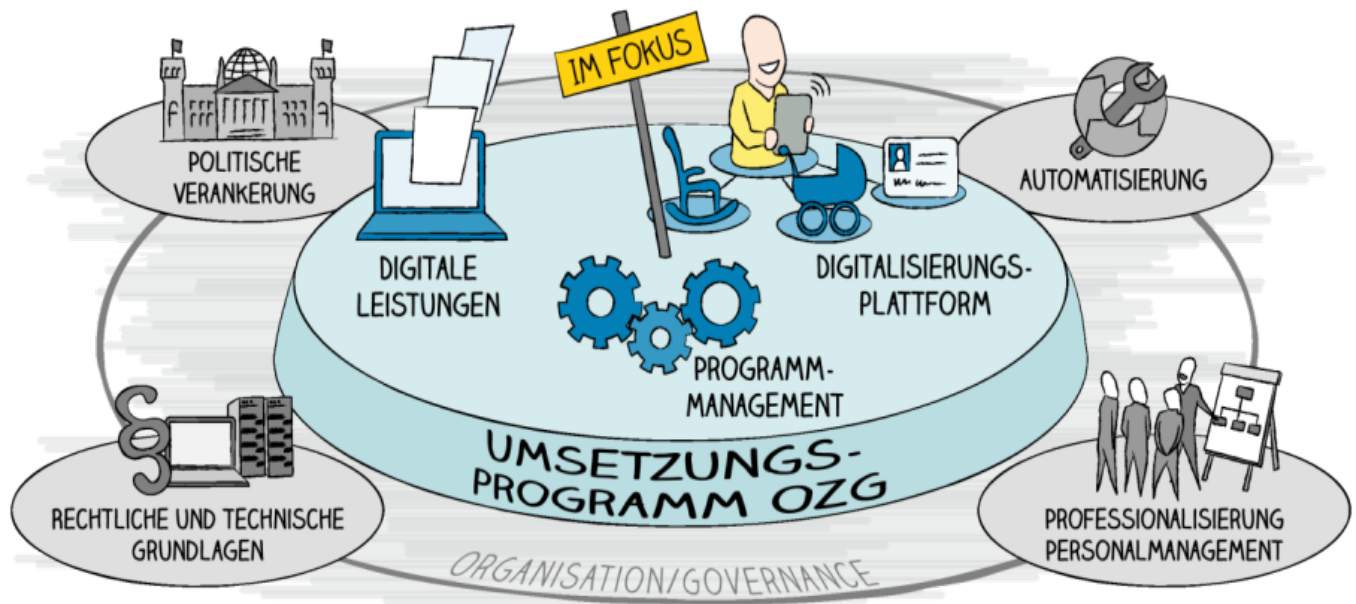 IM FOKUS
POLITISCHE
VERANKERUNG
AUTOMATISIERUNG
DIGITALE
LEISTUNGEN
DIGITALISIERUNGS-
PLATTFORM
PROGRAMM-
MANAGEMENT
UMSETZUNGS-
PROGRAMM OZG
RECHTLICHE UND TECHNISCHE
GRUNDLAGEN
PROFESSIONALISIERUNG
PERSONALMANAGEMENT
ORGANISATION/GOVERNANCE